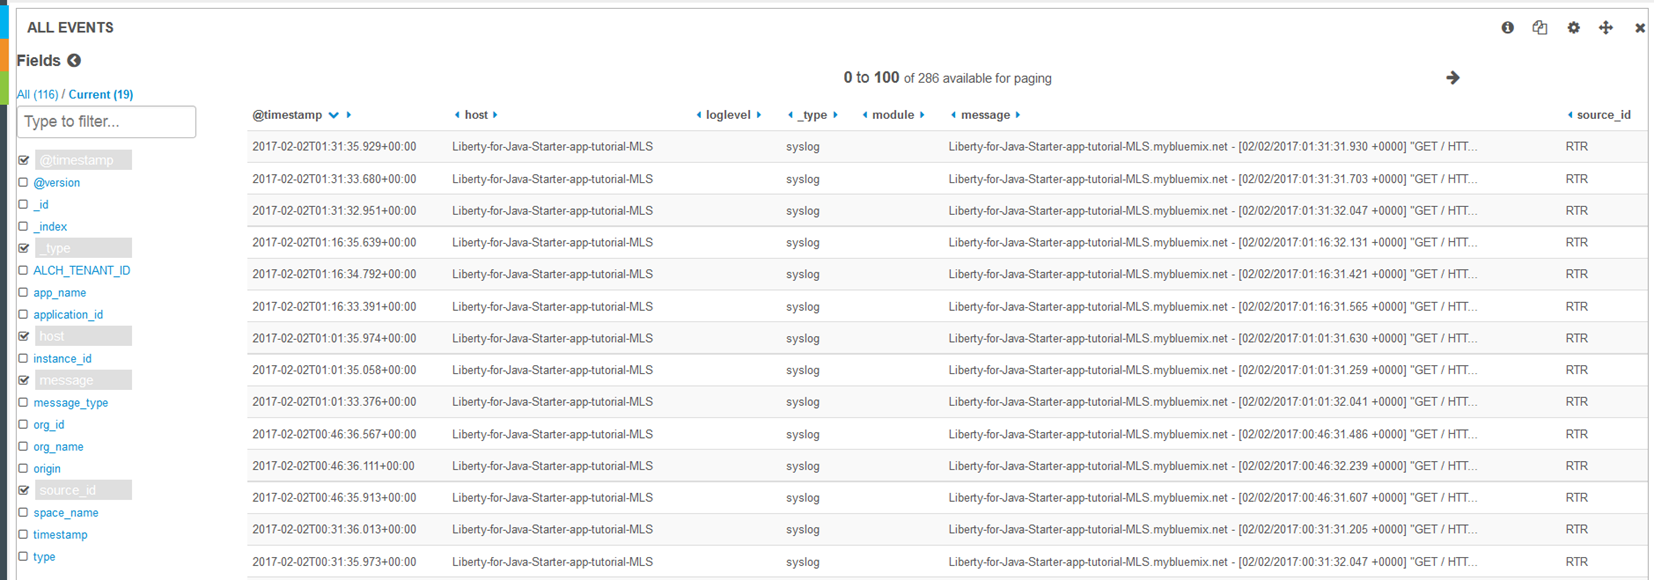 ALL EVENTS
Fields
All (116) / Current (19)
Type to filter...
@timestamp
@version
_id
_index
_type
ALCH_TENANT_ID
app_name
application_id
host
instance_id
message
message_type
org_id
org_name
origin
source_id
space_name
timestamp
type
0 to 100 of 286 available for paging
@timestamp host loglevel _type module message source_id
2017-02-02T01:31:35.929+00:00 Liberty-for-Java-Starter-app-tutorial-MLS syslog Liberty-for-Java-Starter-app-tutorial-MLS.mybluemix.net - [02/02/2017:01:31:31.930 +0000] "GET / HTT... RTR
2017-02-02T01:31:33.680+00:00 Liberty-for-Java-Starter-app-tutorial-MLS syslog Liberty-for-Java-Starter-app-tutorial-MLS.mybluemix.net - [02/02/2017:01:31:31.703 +0000] "GET / HTT... RTR
2017-02-02T01:31:32.951+00:00 Liberty-for-Java-Starter-app-tutorial-MLS syslog Liberty-for-Java-Starter-app-tutorial-MLS.mybluemix.net - [02/02/2017:01:31:32.047 +0000] "GET / HTT... RTR
2017-02-02T01:16:35.639+00:00 Liberty-for-Java-Starter-app-tutorial-MLS syslog Liberty-for-Java-Starter-app-tutorial-MLS.mybluemix.net - [02/02/2017:01:16:32.131 +0000] "GET / HTT... RTR
2017-02-02T01:16:34.792+00:00 Liberty-for-Java-Starter-app-tutorial-MLS syslog Liberty-for-Java-Starter-app-tutorial-MLS.mybluemix.net - [02/02/2017:01:16:31.421 +0000] "GET / HTT... RTR
2017-02-02T01:16:33.391+00:00 Liberty-for-Java-Starter-app-tutorial-MLS syslog Liberty-for-Java-Starter-app-tutorial-MLS.mybluemix.net - [02/02/2017:01:16:31.565 +0000] "GET / HTT... RTR
2017-02-02T01:01:35.974+00:00 Liberty-for-Java-Starter-app-tutorial-MLS syslog Liberty-for-Java-Starter-app-tutorial-MLS.mybluemix.net - [02/02/2017:01:01:31.630 +0000] "GET / HTT... RTR
2017-02-02T01:01:35.058+00:00 Liberty-for-Java-Starter-app-tutorial-MLS syslog Liberty-for-Java-Starter-app-tutorial-MLS.mybluemix.net - [02/02/2017:01:01:31.259 +0000] "GET / HTT... RTR
2017-02-02T01:01:33.376+00:00 Liberty-for-Java-Starter-app-tutorial-MLS syslog Liberty-for-Java-Starter-app-tutorial-MLS.mybluemix.net - [02/02/2017:01:01:32.041 +0000] "GET / HTT... RTR
2017-02-02T00:46:36.567+00:00 Liberty-for-Java-Starter-app-tutorial-MLS syslog Liberty-for-Java-Starter-app-tutorial-MLS.mybluemix.net - [02/02/2017:00:46:31.486 +0000] "GET / HTT... RTR
2017-02-02T00:46:36.111+00:00 Liberty-for-Java-Starter-app-tutorial-MLS syslog Liberty-for-Java-Starter-app-tutorial-MLS.mybluemix.net - [02/02/2017:00:46:32.239 +0000] "GET / HTT... RTR
2017-02-02T00:46:35.913+00:00 Liberty-for-Java-Starter-app-tutorial-MLS syslog Liberty-for-Java-Starter-app-tutorial-MLS.mybluemix.net - [02/02/2017:00:46:31.607 +0000] "GET / HTT... RTR
2017-02-02T00:31:36.013+00:00 Liberty-for-Java-Starter-app-tutorial-MLS syslog Liberty-for-Java-Starter-app-tutorial-MLS.mybluemix.net - [02/02/2017:00:31:31.205 +0000] "GET / HTT... RTR
2017-02-02T00:31:35.973+00:00 Liberty-for-Java-Starter-app-tutorial-MLS syslog Liberty-for-Java-Starter-app-tutorial-MLS.mybluemix.net - [02/02/2017:00:31:32.047 +0000] "GET / HTT... RTR